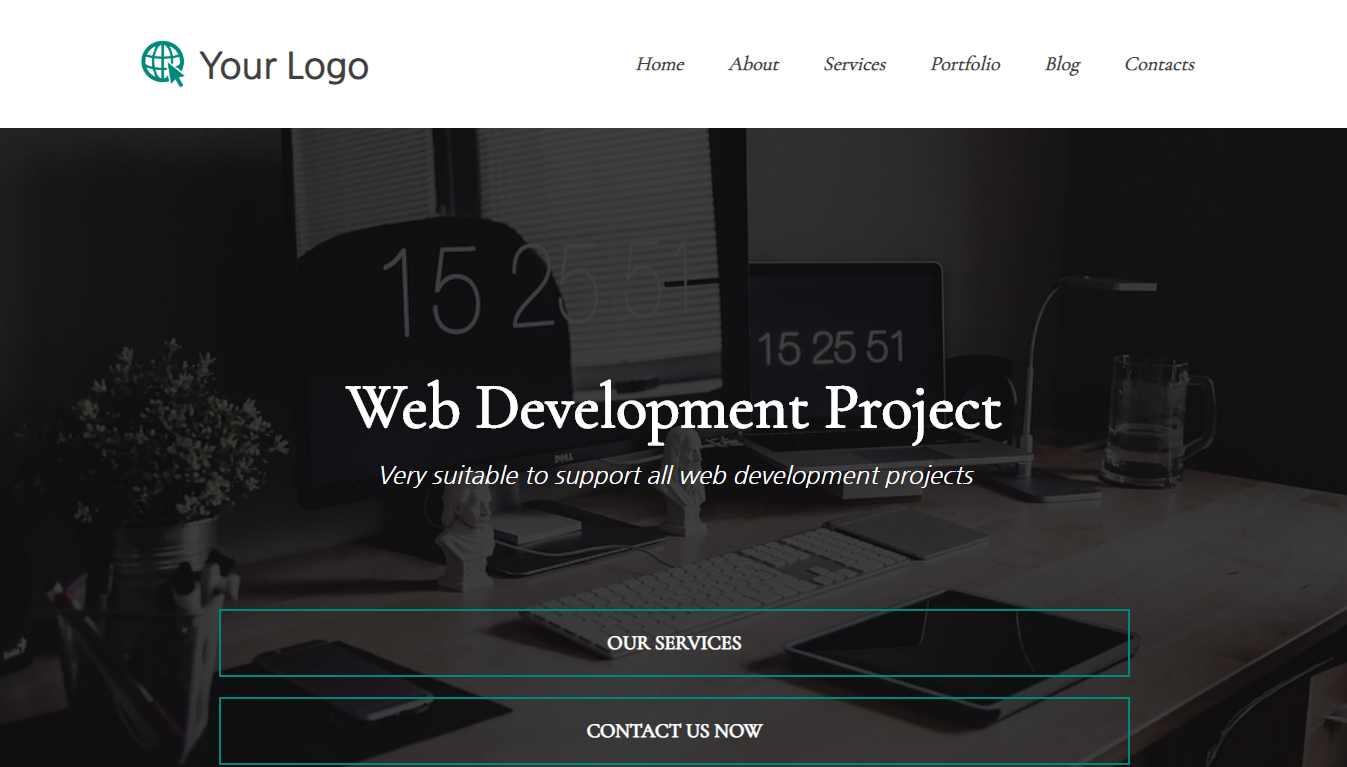 Your Logo
Home About Services Portfolio Blog Contacts
15 25 51
15 25 51
Web Development Project
DELL
Very suitable to support all web development projects
OUR SERVICES
CONTACT US NOW